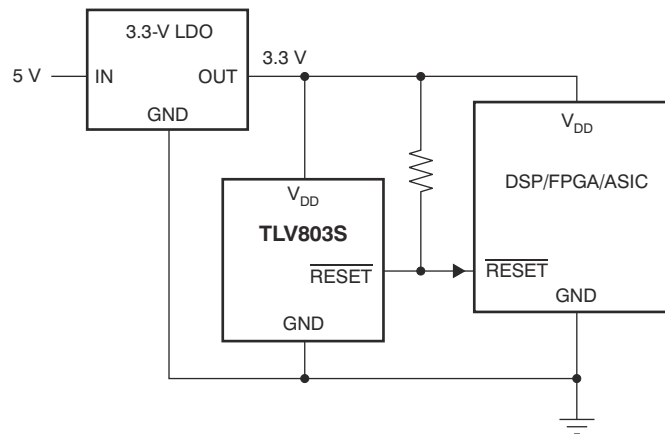 3.3-V LDO
5 V
IN
OUT
3.3 V
GND
VDD
TLV803S
RESET
GND
VDD
DSP/FPGA/ASIC
RESET
GND